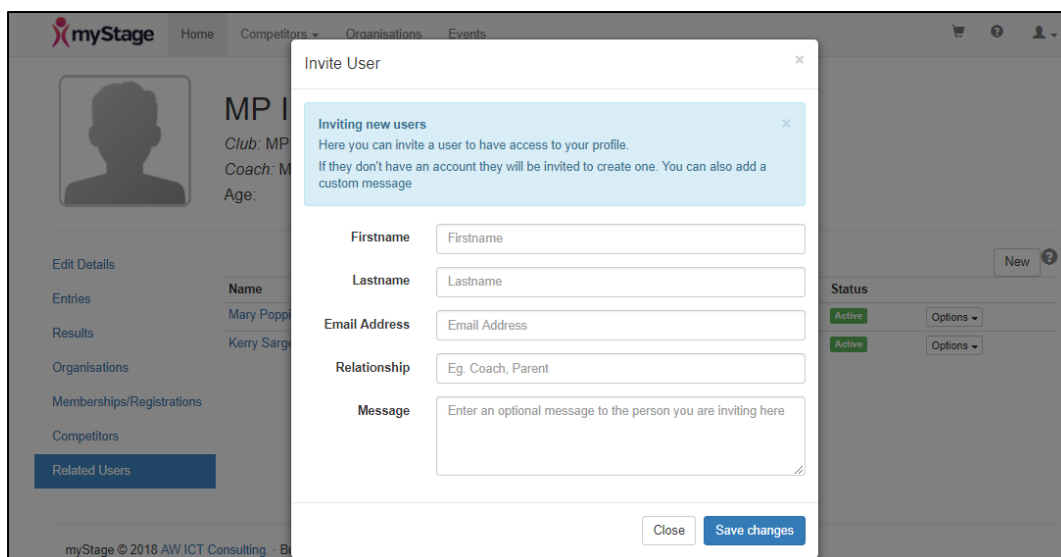 myStage
Home Competitors Organisations Events
Invite User ×
MP I
Club: MP
Coach: M
Age:
Inviting new users ×
Here you can invite a user to have access to your profile.
If they don't have an account they will be invited to create one. You can also add a
custom message
Firstname Firstname
Lastname Lastname
Email Address Email Address
Relationship Eg. Coach, Parent
Message Enter an optional message to the person you are inviting here
Edit Details
Entries
Results
Organisations
Memberships/Registrations
Competitors
Related Users
New ?
Name Status
Mary Poppi Active Options
Kerry Sarge Active Options
Close Save changes
myStage © 2018 AW ICT Consulting. · B